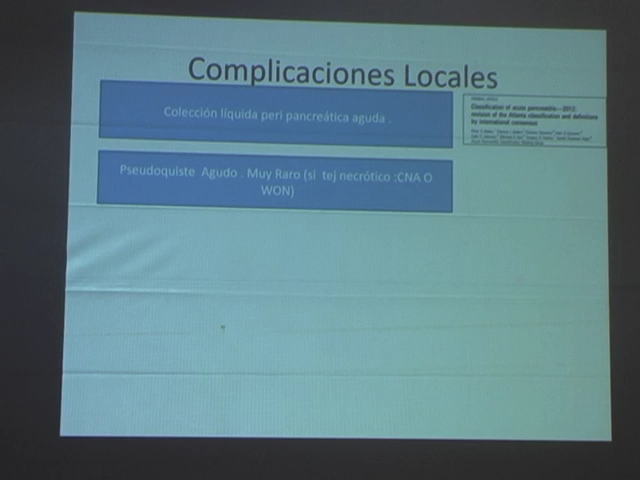 Complicaciones Locales
Colección líquida peri pancreática aguda .
Classification of acute pancreatitis—2012:
revision of the Atlanta classification and definitions
by international consensus
Pseudoquiste Agudo . Muy Raro (si tej necrótico :CNA O
WON)